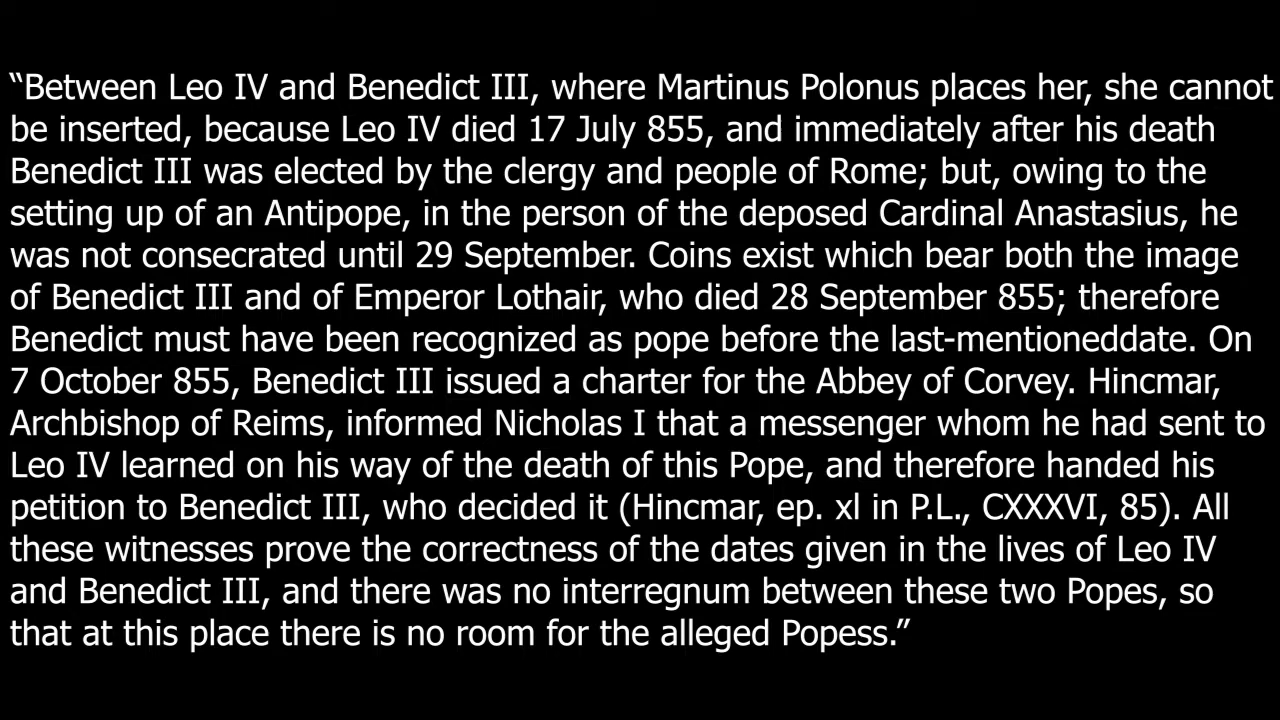 “Between Leo IV and Benedict III, where Martinus Polonus places her, she cannot
be inserted, because Leo IV died 17 July 855, and immediately after his death
Benedict III was elected by the clergy and people of Rome; but, owing to the
setting up of an Antipope, in the person of the deposed Cardinal Anastasius, he
was not consecrated until 29 September. Coins exist which bear both the image
of Benedict III and of Emperor Lothair, who died 28 September 855; therefore
Benedict must have been recognized as pope before the last-mentioneddate. On
7 October 855, Benedict III issued a charter for the Abbey of Corvey. Hincmar,
Archbishop of Reims, informed Nicholas I that a messenger whom he had sent to
Leo IV learned on his way of the death of this Pope, and therefore handed his
petition to Benedict III, who decided it (Hincmar, ep. xl in P.L., CXXXVI, 85). All
these witnesses prove the correctness of the dates given in the lives of Leo IV
and Benedict III, and there was no interregnum between these two Popes, so
that at this place there is no room for the alleged Popess.”